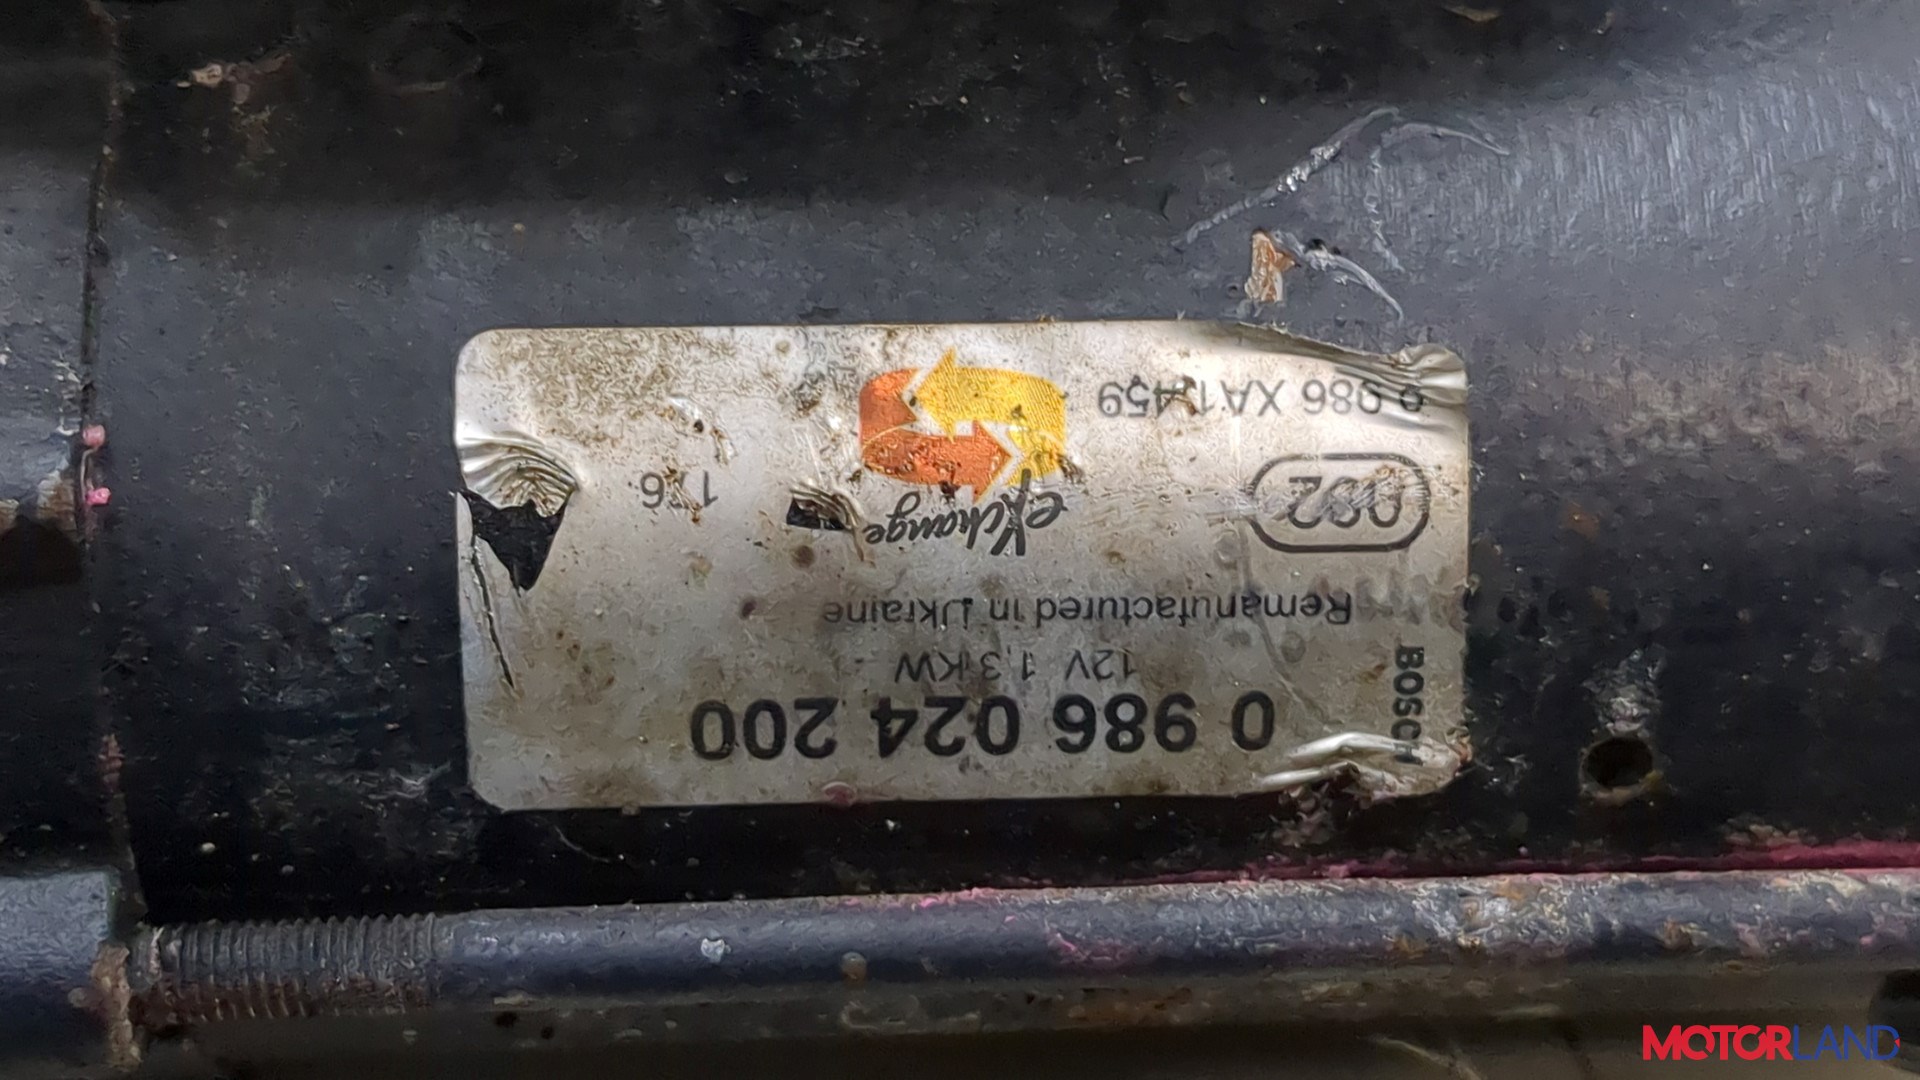 BOSCH
0 986 024 200
12V 1,3 KW
Remanufactured in Ukraine
eXchange
176
0 986 XA1 459
MOTORLAND